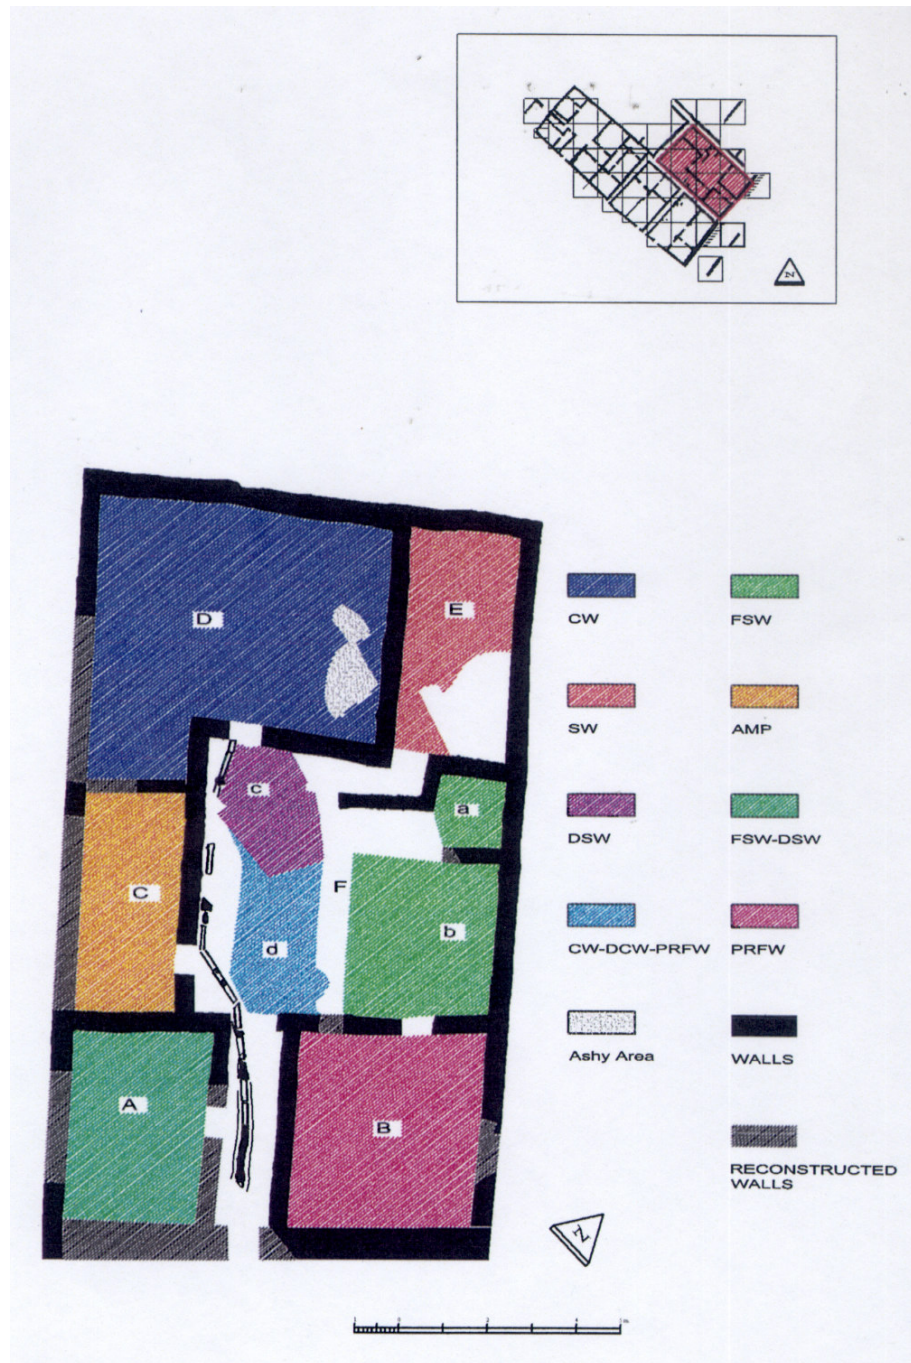 N
D
E
c
a
C
F
b
d
A
B
CW
FSW
SW
AMP
DSW
FSW-DSW
CW-DCW-PRFW
PRFW
Ashy Area
WALLS
RECONSTRUCTED
WALLS
N